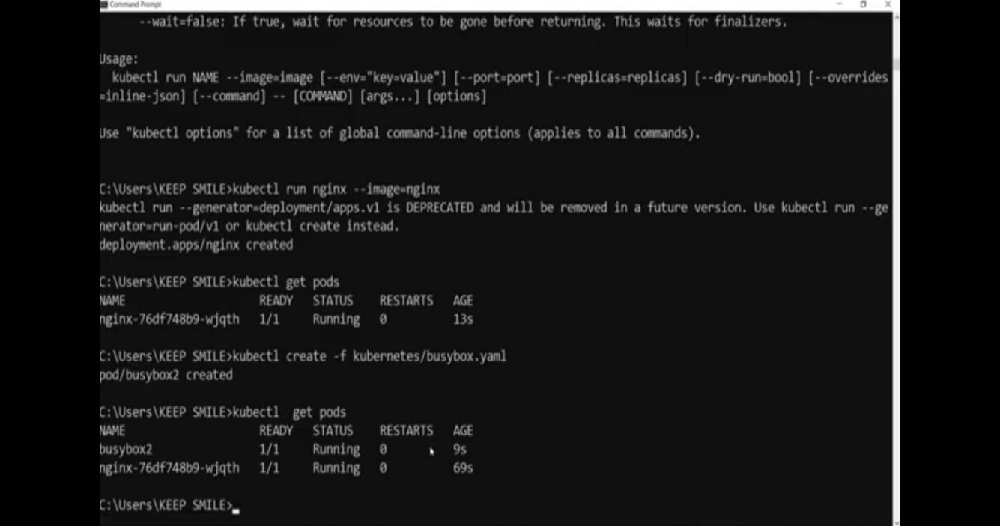 Command Prompt
--wait=false: If true, wait for resources to be gone before returning. This waits for finalizers.
Usage:
kubectl run NAME --image=image [--env="key=value"] [--port=port] [--replicas=replicas] [--dry-run=bool] [--overrides
=inline-json] [--command] -- [COMMAND] [args...] [options]
Use "kubectl options" for a list of global command-line options (applies to all commands).
C:\Users\KEEP SMILE>kubectl run nginx --image=nginx
kubectl run --generator=deployment/apps.v1 is DEPRECATED and will be removed in a future version. Use kubectl run --ge
nerator=run-pod/v1 or kubectl create instead.
deployment.apps/nginx created
C:\Users\KEEP SMILE>kubectl get pods
NAME READY STATUS RESTARTS AGE
nginx-76df748b9-wjqth 1/1 Running 0 13s
C:\Users\KEEP SMILE>kubectl create -f kubernetes/busybox.yaml
pod/busybox2 created
C:\Users\KEEP SMILE>kubectl  get pods
NAME READY STATUS RESTARTS AGE
busybox2 1/1 Running 0 9s
nginx-76df748b9-wjqth 1/1 Running 0 69s
C:\Users\KEEP SMILE>